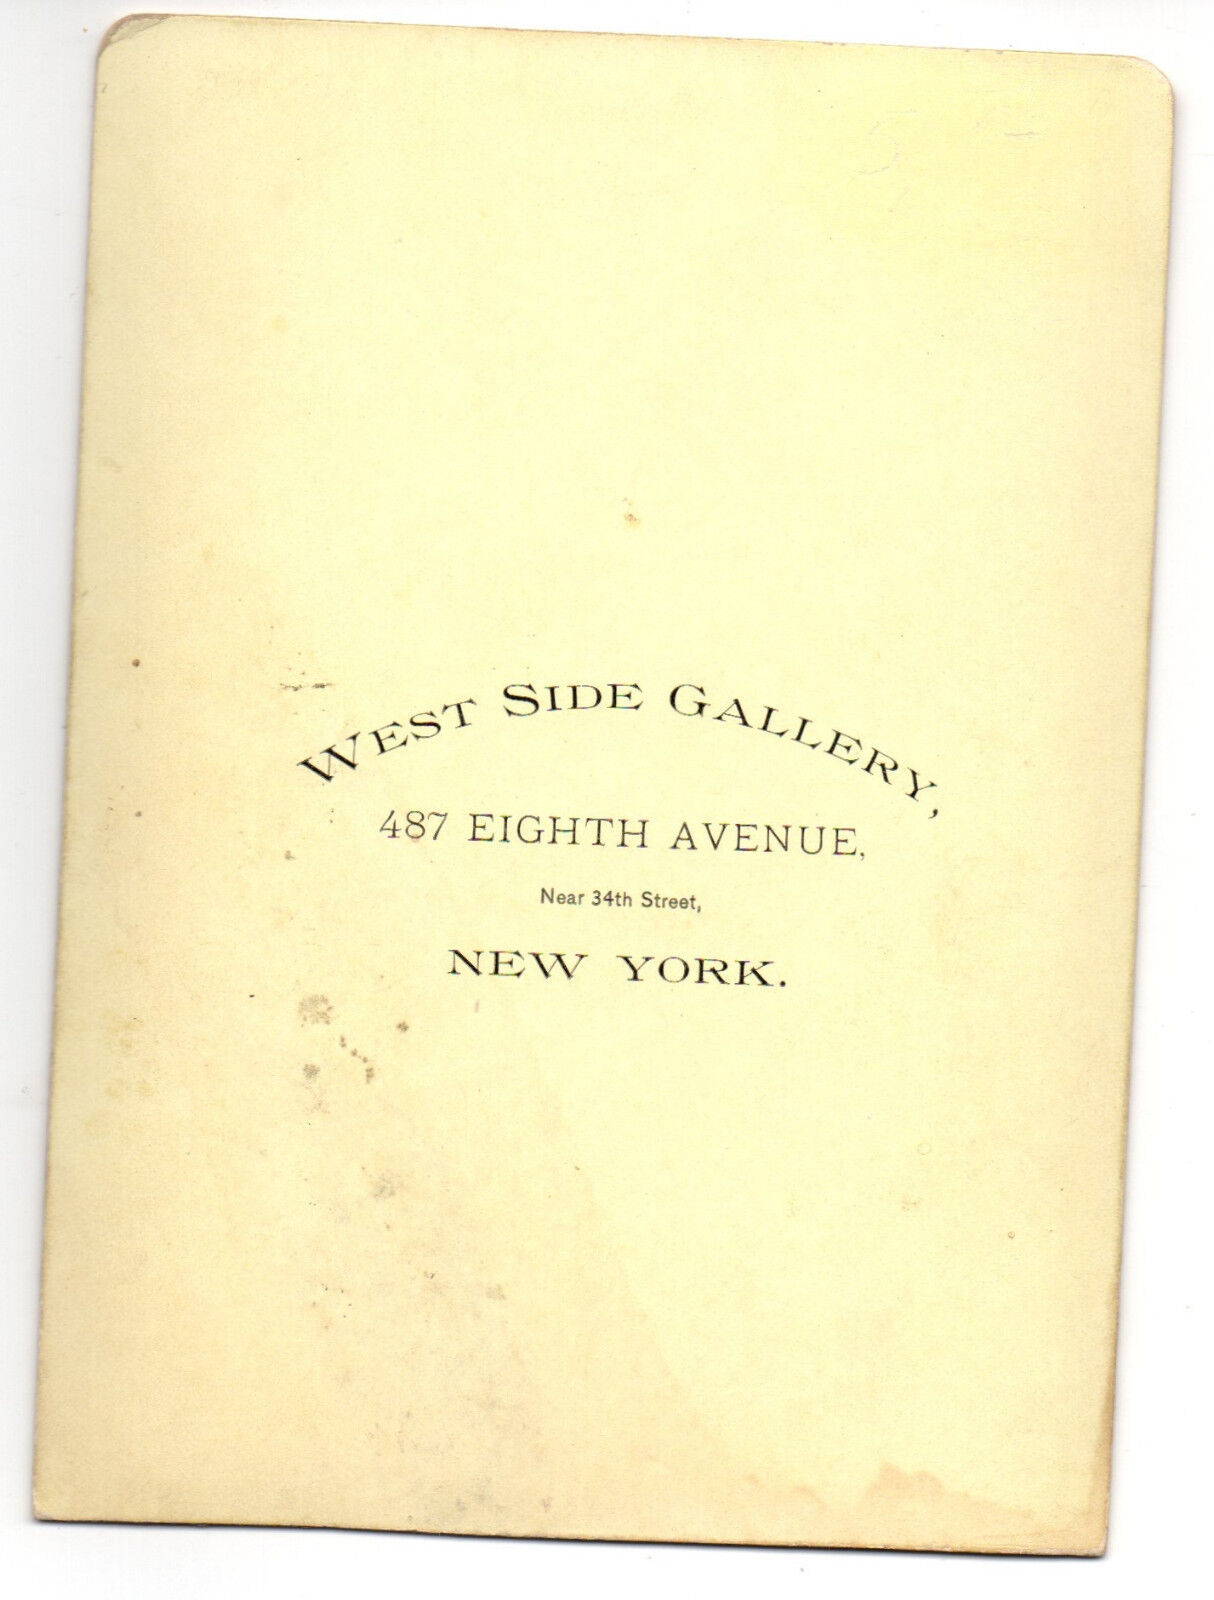 WEST SIDE GALLERY,
487 EIGHTH AVENUE,
Near 34th Street,
NEW YORK.